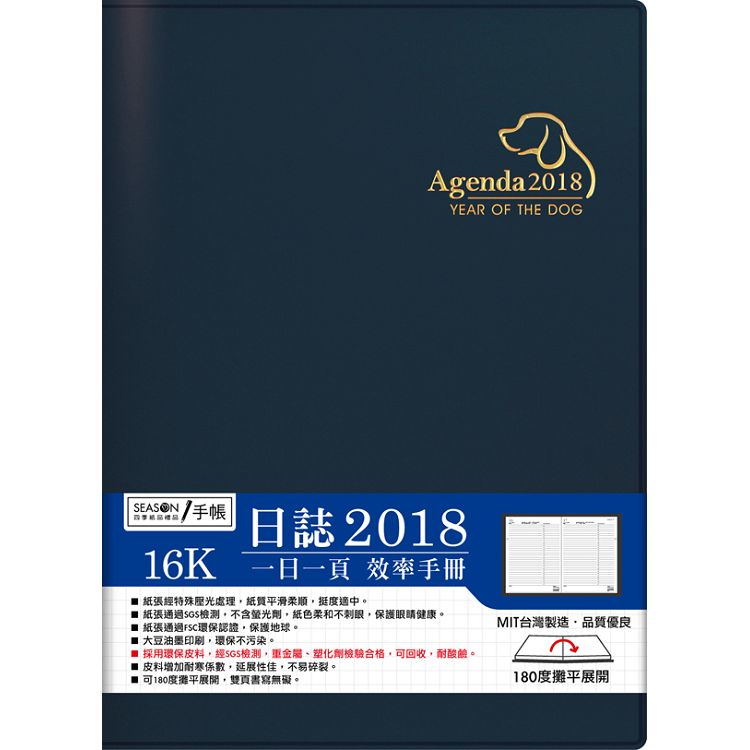 Agenda2018
YEAR OF THE DOG
SEASON
四季紙品禮品
手帳
日誌2018
16K
一日一頁 效率手冊
■ 紙張經特殊壓光處理，紙質平滑柔順，挺度適中。
■ 紙張通過SGS檢測，不含螢光劑，紙色柔和不刺眼，保護眼睛健康。
■ 紙張通過FSC環保認證，保護地球。
■ 大豆油墨印刷，環保不污染。
■ 採用環保皮料，經SGS檢測，重金屬、塑化劑檢驗合格，可回收，耐酸鹼。
■ 皮料增加耐寒係數，延展性佳，不易碎裂。
■ 可180度攤平展開，雙頁書寫無礙。
MIT台灣製造．品質優良
180度攤平展開